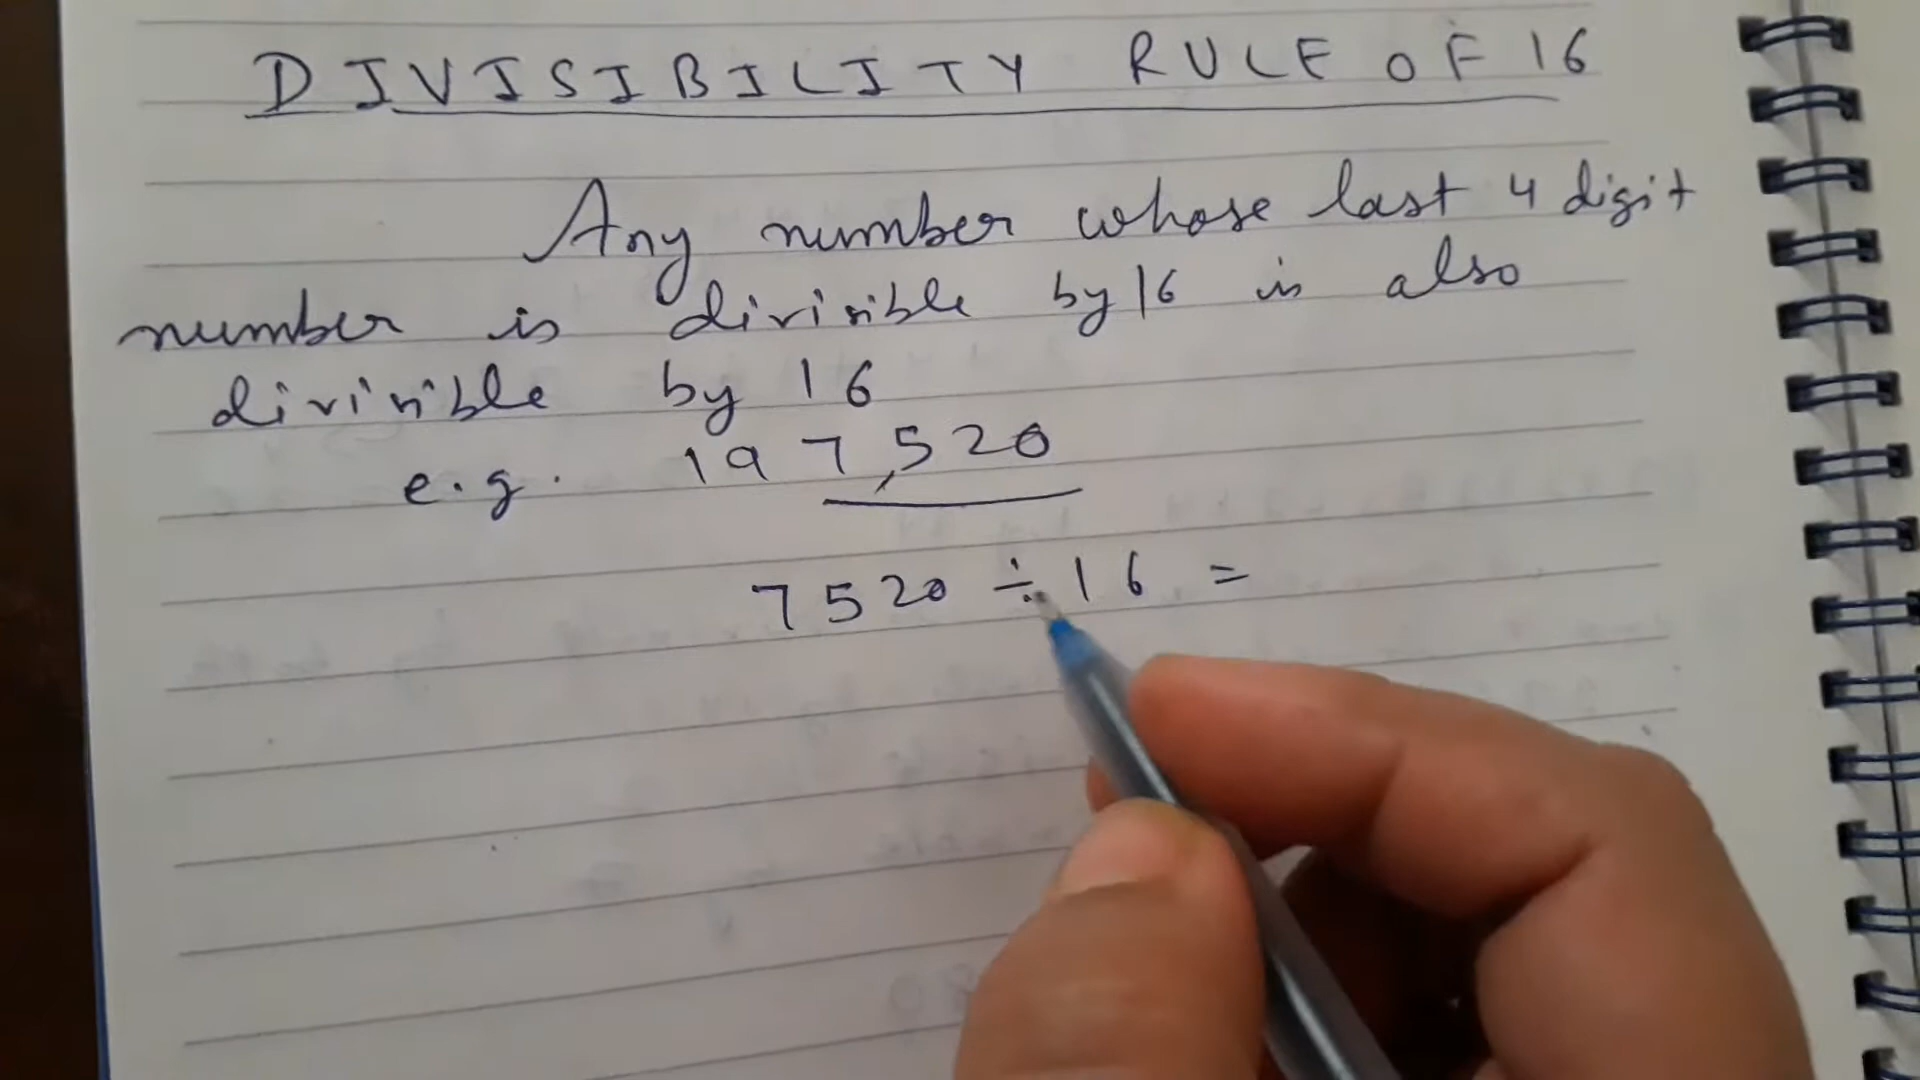 DIVISIBILITY RULE OF 16
Any number whose last 4 digit
number is divisible by 16 is also
divisible by 16
e.g. 197,520
7520 ÷ 16 =